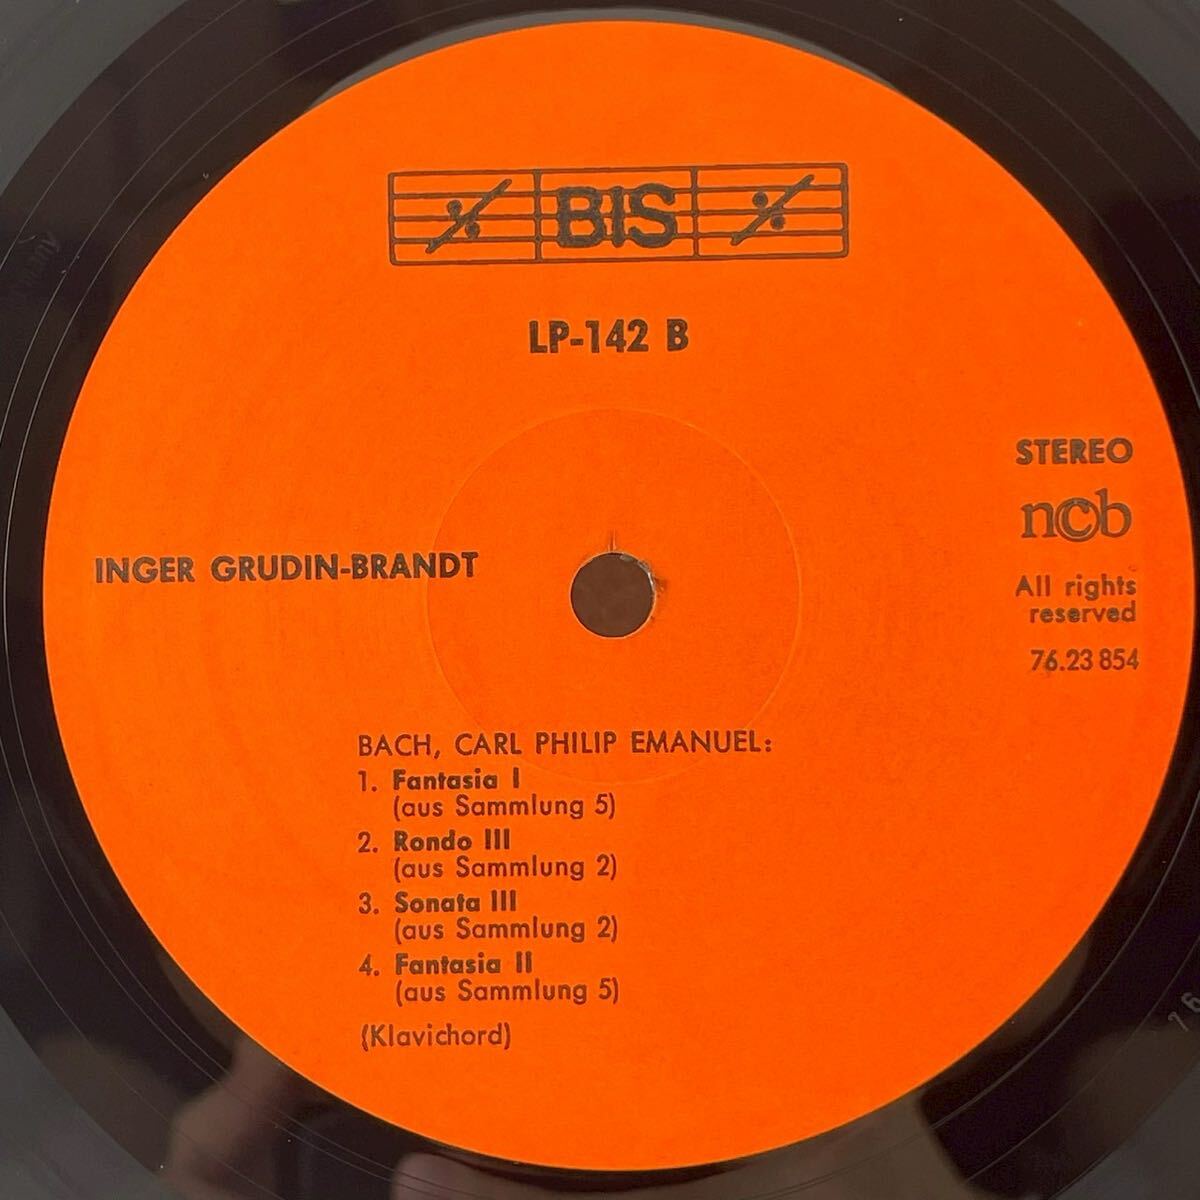 BIS
LP-142 B
STEREO
n©b
INGER GRUDIN-BRANDT
All rights
reserved
76.23 854
BACH, CARL PHILIP EMANUEL:
1. Fantasia I
(aus Sammlung 5)
2. Rondo III
(aus Sammlung 2)
3. Sonata III
(aus Sammlung 2)
4. Fantasia II
(aus Sammlung 5)
(Klavichord)